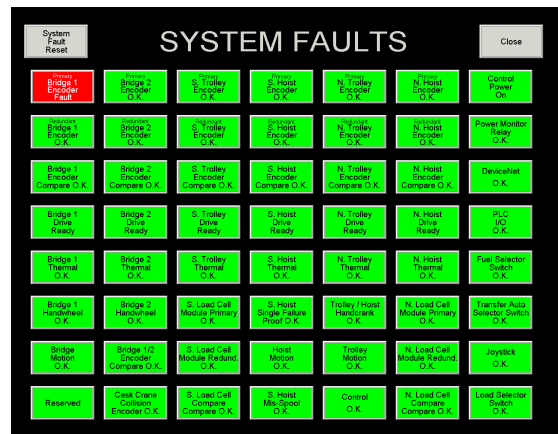 System
Fault
Reset
SYSTEM FAULTS
Close
Primary
Bridge 1
Encoder
Fault
Primary
Bridge 2
Encoder
O.K.
Primary
S. Trolley
Encoder
O.K.
Primary
S. Hoist
Encoder
O.K.
Primary
N. Trolley
Encoder
O.K.
Primary
N. Hoist
Encoder
O.K.
Control
Power
On
Redundant
Bridge 1
Encoder
O.K.
Redundant
Bridge 2
Encoder
O.K.
Redundant
S. Trolley
Encoder
O.K.
Redundant
S. Hoist
Encoder
O.K.
Redundant
N. Trolley
Encoder
O.K.
Redundant
N. Hoist
Encoder
O.K.
Power Monitor
Relay
O.K.
Bridge 1
Encoder
Compare O.K.
Bridge 2
Encoder
Compare O.K.
S. Trolley
Encoder
Compare O.K.
S. Hoist
Encoder
Compare O.K.
N. Trolley
Encoder
Compare O.K.
N. Hoist
Encoder
Compare O.K.
DeviceNet
O.K.
Bridge 1
Drive
Ready
Bridge 2
Drive
Ready
S. Trolley
Drive
Ready
S. Hoist
Drive
Ready
N. Trolley
Drive
Ready
N. Hoist
Drive
Ready
PLC
I/O
O.K.
Bridge 1
Thermal
O.K.
Bridge 2
Thermal
O.K.
S. Trolley
Thermal
O.K.
S. Hoist
Thermal
O.K.
N. Trolley
Thermal
O.K.
N. Hoist
Thermal
O.K.
Fuel Selector
Switch
O.K.
Bridge 1
Handwheel
O.K.
Bridge 2
Handwheel
O.K.
S. Load Cell
Module Primary
O.K.
S. Hoist
Single Failure
Proof O.K.
Trolley / Hoist
Handcrank
O.K.
N. Load Cell
Module Primary
O.K.
Transfer Auto
Selector Switch
O.K.
Bridge
Motion
O.K.
Bridge 1/2
Encoder
Compare O.K.
S. Load Cell
Module Redund.
O.K.
Hoist
Motion
O.K.
Trolley
Motion
O.K.
N. Load Cell
Module Redund.
O.K.
Joystick
O.K.
Reserved
Cask Crane
Collision
Encoder O.K.
S. Load Cell
Compare
Compare O.K.
S. Hoist
Mis-Spool
O.K.
Control
O.K.
N. Load Cell
Compare
Compare O.K.
Load Selector
Switch
O.K.